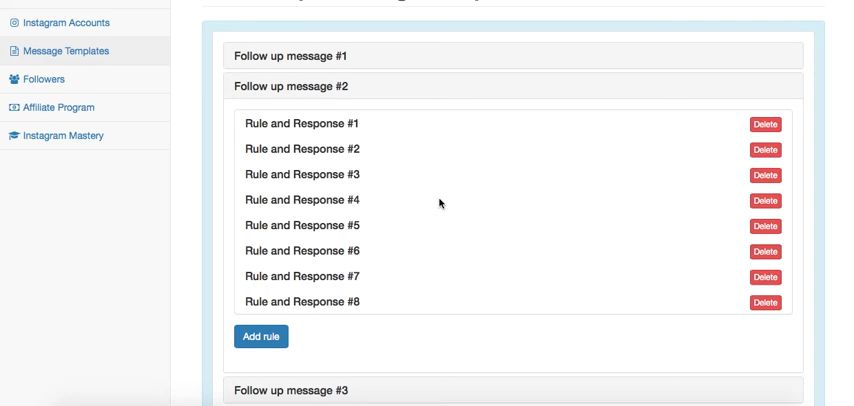 Instagram Accounts
Message Templates
Followers
Affiliate Program
Instagram Mastery
Follow up message #1
Follow up message #2
Rule and Response #1 Delete
Rule and Response #2 Delete
Rule and Response #3 Delete
Rule and Response #4 Delete
Rule and Response #5 Delete
Rule and Response #6 Delete
Rule and Response #7 Delete
Rule and Response #8 Delete
Add rule
Follow up message #3